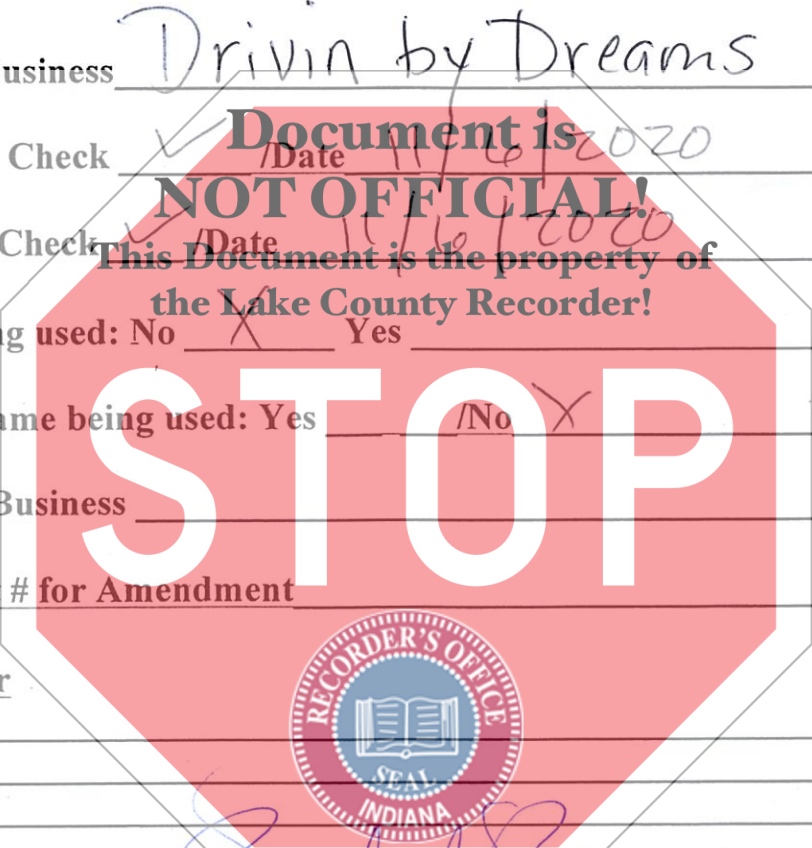 usiness Drivin by Dreams
Check ✓ /Date 11/6/2020
Document is
NOT OFFICIAL!
Check ✓ /Date 11/6/2020
This Document is the property of
the Lake County Recorder!
g used: No X Yes
ame being used: Yes /No X
STOP
Business
# for Amendment
r
RECORDER'S OFFICE
SEAL
INDIANA